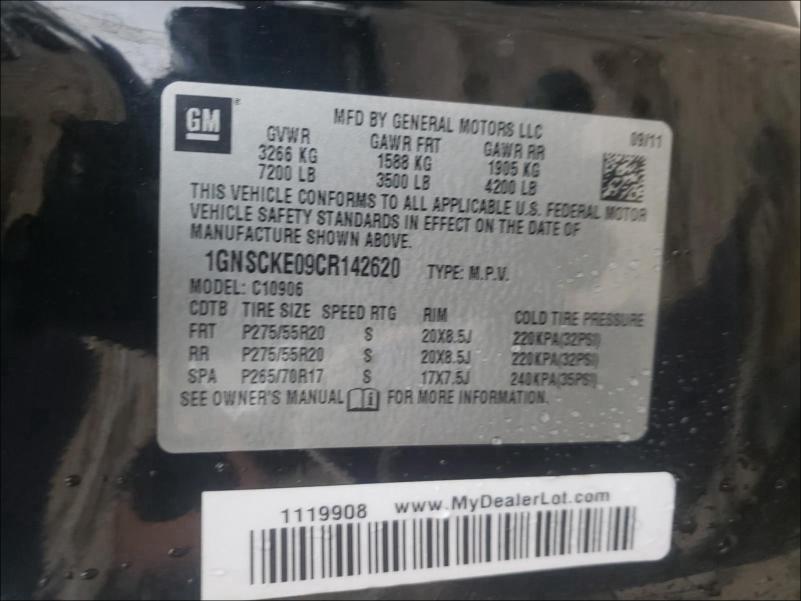 GM ®
MFD BY GENERAL MOTORS LLC
09/11
GVWR GAWR FRT GAWR RR
3266 KG 1588 KG 1905 KG
7200 LB 3500 LB 4200 LB
THIS VEHICLE CONFORMS TO ALL APPLICABLE U.S. FEDERAL MOTOR
VEHICLE SAFETY STANDARDS IN EFFECT ON THE DATE OF
MANUFACTURE SHOWN ABOVE.
1GNSCKE09CR142620 TYPE: M.P.V.
MODEL: C10906
CDTB TIRE SIZE SPEED RTG RIM COLD TIRE PRESSURE
FRT P275/55R20 S 20X8.5J 220KPA(32PSI)
RR P275/55R20 S 20X8.5J 220KPA(32PSI)
SPA P265/70R17 S 17X7.5J 240KPA(35PSI)
SEE OWNER'S MANUAL i FOR MORE INFORMATION.
1119908 www.MyDealerLot.com